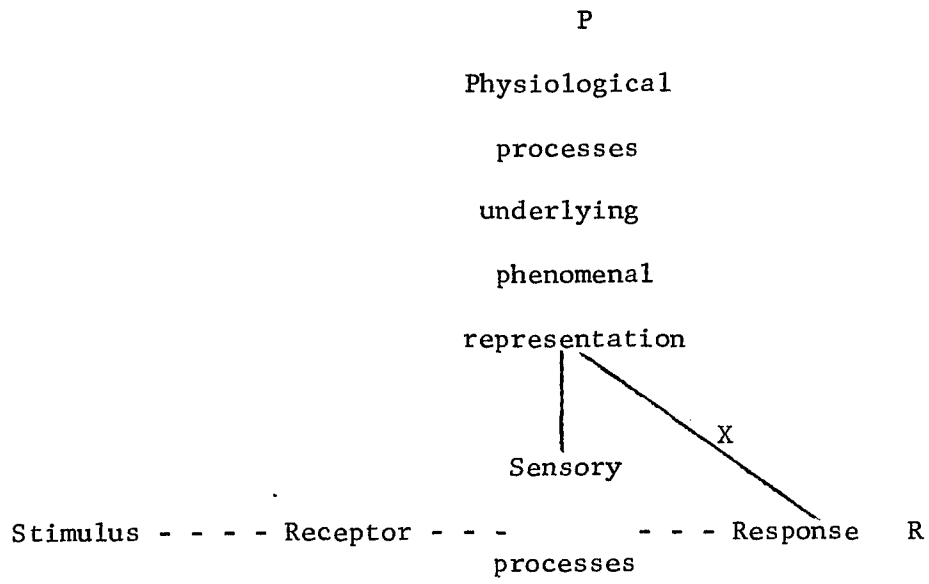 P
Physiological
processes
underlying
phenomenal
representation
X
Sensory
Stimulus - - - - Receptor - - - - - - Response R
processes